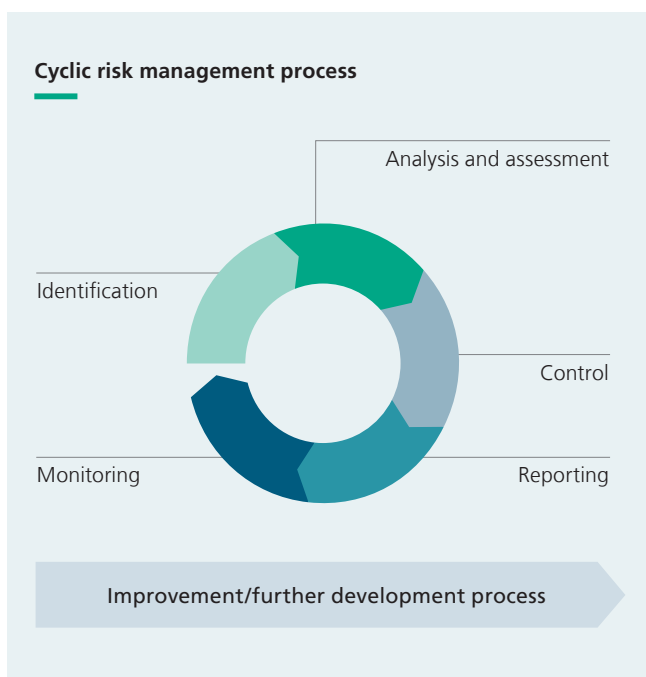 Cyclic risk management process
Analysis and assessment
Identification
Control
Monitoring
Reporting
Improvement/further development process